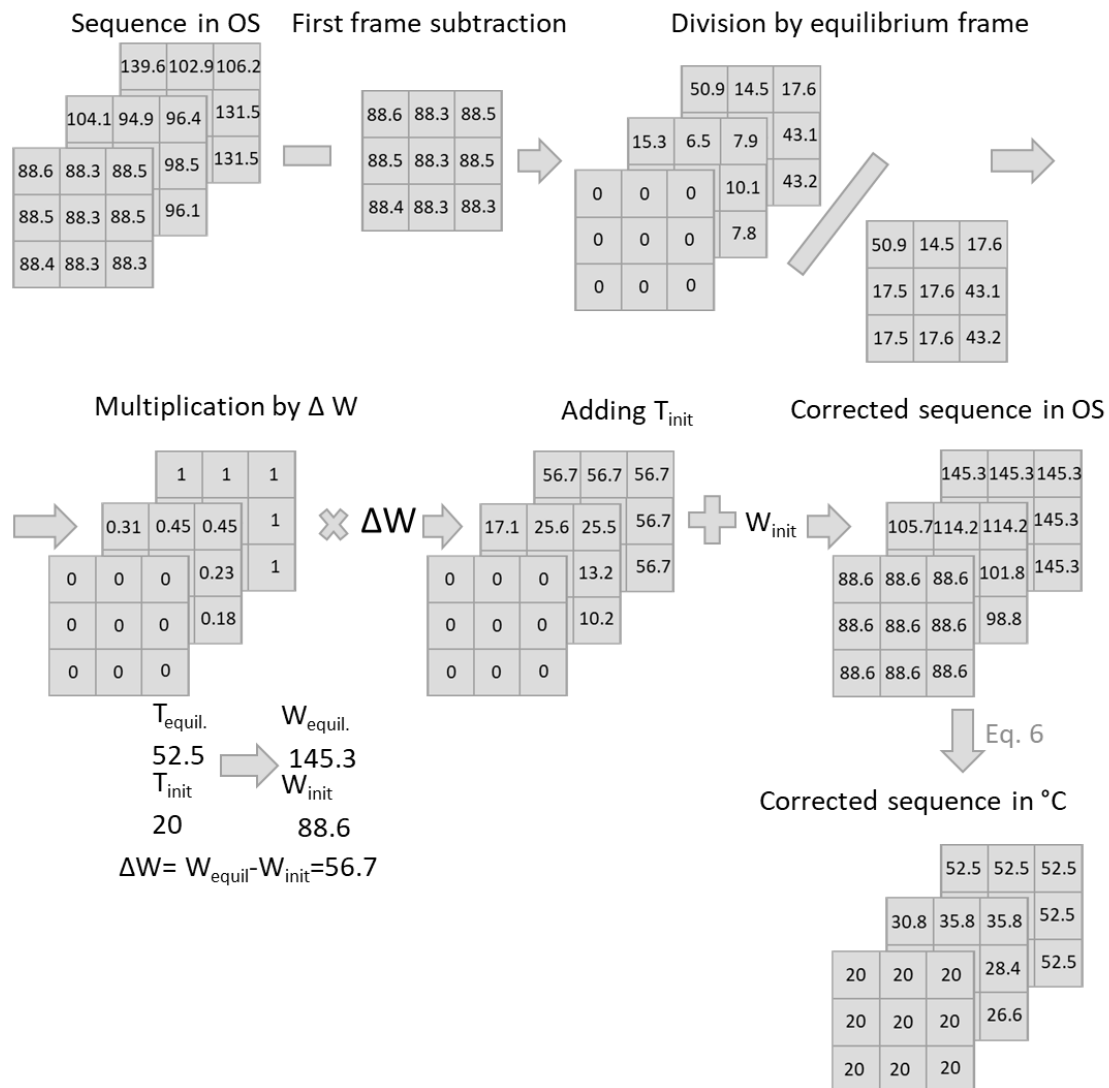 Sequence in OS
First frame subtraction
Division by equilibrium frame
139.6 102.9 106.2
131.5
131.5
104.1 94.9 96.4
98.5
96.1
88.6 88.3 88.5
88.5 88.3 88.5
88.4 88.3 88.3
88.6 88.3 88.5
88.5 88.3 88.5
88.4 88.3 88.3
50.9 14.5 17.6
43.1
43.2
15.3 6.5 7.9
10.1
7.8
0 0 0
0 0 0
0 0 0
50.9 14.5 17.6
17.5 17.6 43.1
17.5 17.6 43.2
Multiplication by Δ W
Adding Tinit
Corrected sequence in OS
1 1 1
1
1
0.31 0.45 0.45
0.23
0.18
0 0 0
0 0 0
0 0 0
ΔW
56.7 56.7 56.7
56.7
56.7
17.1 25.6 25.5
13.2
10.2
0 0 0
0 0 0
0 0 0
Winit
145.3 145.3 145.3
145.3
145.3
105.7 114.2 114.2
101.8
98.8
88.6 88.6 88.6
88.6 88.6 88.6
88.6 88.6 88.6
Tequil. Wequil.
52.5 145.3
Tinit Winit
20 88.6
ΔW= Wequil-Winit=56.7
Eq. 6
Corrected sequence in °C
52.5 52.5 52.5
52.5
52.5
30.8 35.8 35.8
28.4
26.6
20 20 20
20 20 20
20 20 20